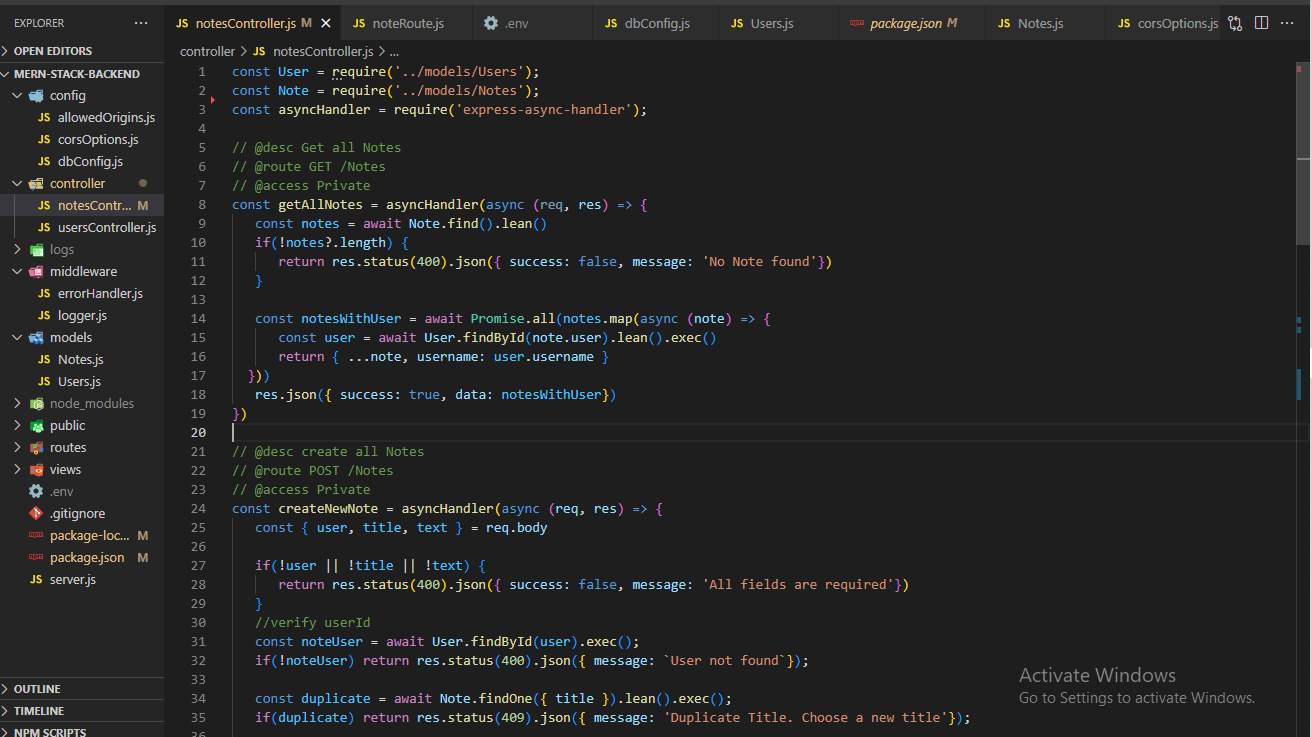 EXPLORER ...
OPEN EDITORS
MERN-STACK-BACKEND
config
JS allowedOrigins.js
JS corsOptions.js
JS dbConfig.js
controller
JS notesContr... M
JS usersController.js
logs
middleware
JS errorHandler.js
JS logger.js
models
JS Notes.js
JS Users.js
node_modules
public
routes
views
.env
.gitignore
package-loc... M
package.json M
JS server.js
OUTLINE
TIMELINE
NPM SCRIPTS
JS notesController.js M JS noteRoute.js .env JS dbConfig.js JS Users.js package.json M JS Notes.js JS corsOptions.js ...
controller > JS notesController.js > ...
1 const User = require('../models/Users');
2 const Note = require('../models/Notes');
3 const asyncHandler = require('express-async-handler');
4
5 // @desc Get all Notes
6 // @route GET /Notes
7 // @access Private
8 const getAllNotes = asyncHandler(async (req, res) => {
9 const notes = await Note.find().lean()
10 if(!notes?.length) {
11 return res.status(400).json({ success: false, message: 'No Note found'})
12 }
13
14 const notesWithUser = await Promise.all(notes.map(async (note) => {
15 const user = await User.findById(note.user).lean().exec()
16 return { ...note, username: user.username }
17 }))
18 res.json({ success: true, data: notesWithUser})
19 })
20
21 // @desc create all Notes
22 // @route POST /Notes
23 // @access Private
24 const createNewNote = asyncHandler(async (req, res) => {
25 const { user, title, text } = req.body
26
27 if(!user || !title || !text) {
28 return res.status(400).json({ success: false, message: 'All fields are required'})
29 }
30 //verify userId
31 const noteUser = await User.findById(user).exec();
32 if(!noteUser) return res.status(400).json({ message: `User not found`});
33
34 const duplicate = await Note.findOne({ title }).lean().exec();
35 if(duplicate) return res.status(409).json({ message: 'Duplicate Title. Choose a new title'});
36
Activate Windows
Go to Settings to activate Windows.